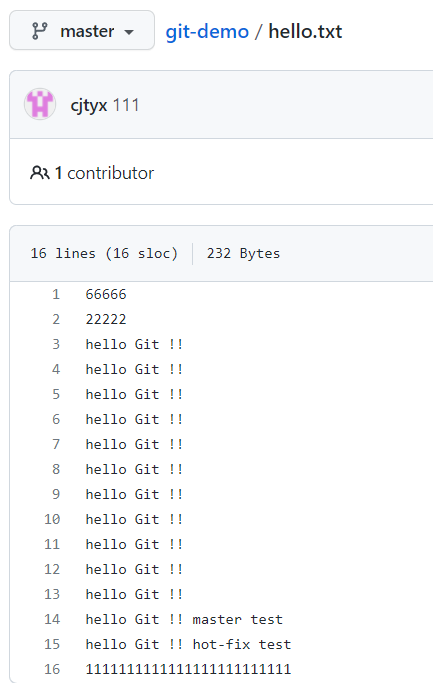 master git-demo / hello.txt
cjtyx 111
1 contributor
16 lines (16 sloc) 232 Bytes
1 66666
2 22222
3 hello Git !!
4 hello Git !!
5 hello Git !!
6 hello Git !!
7 hello Git !!
8 hello Git !!
9 hello Git !!
10 hello Git !!
11 hello Git !!
12 hello Git !!
13 hello Git !!
14 hello Git !! master test
15 hello Git !! hot-fix test
16 1111111111111111111111111